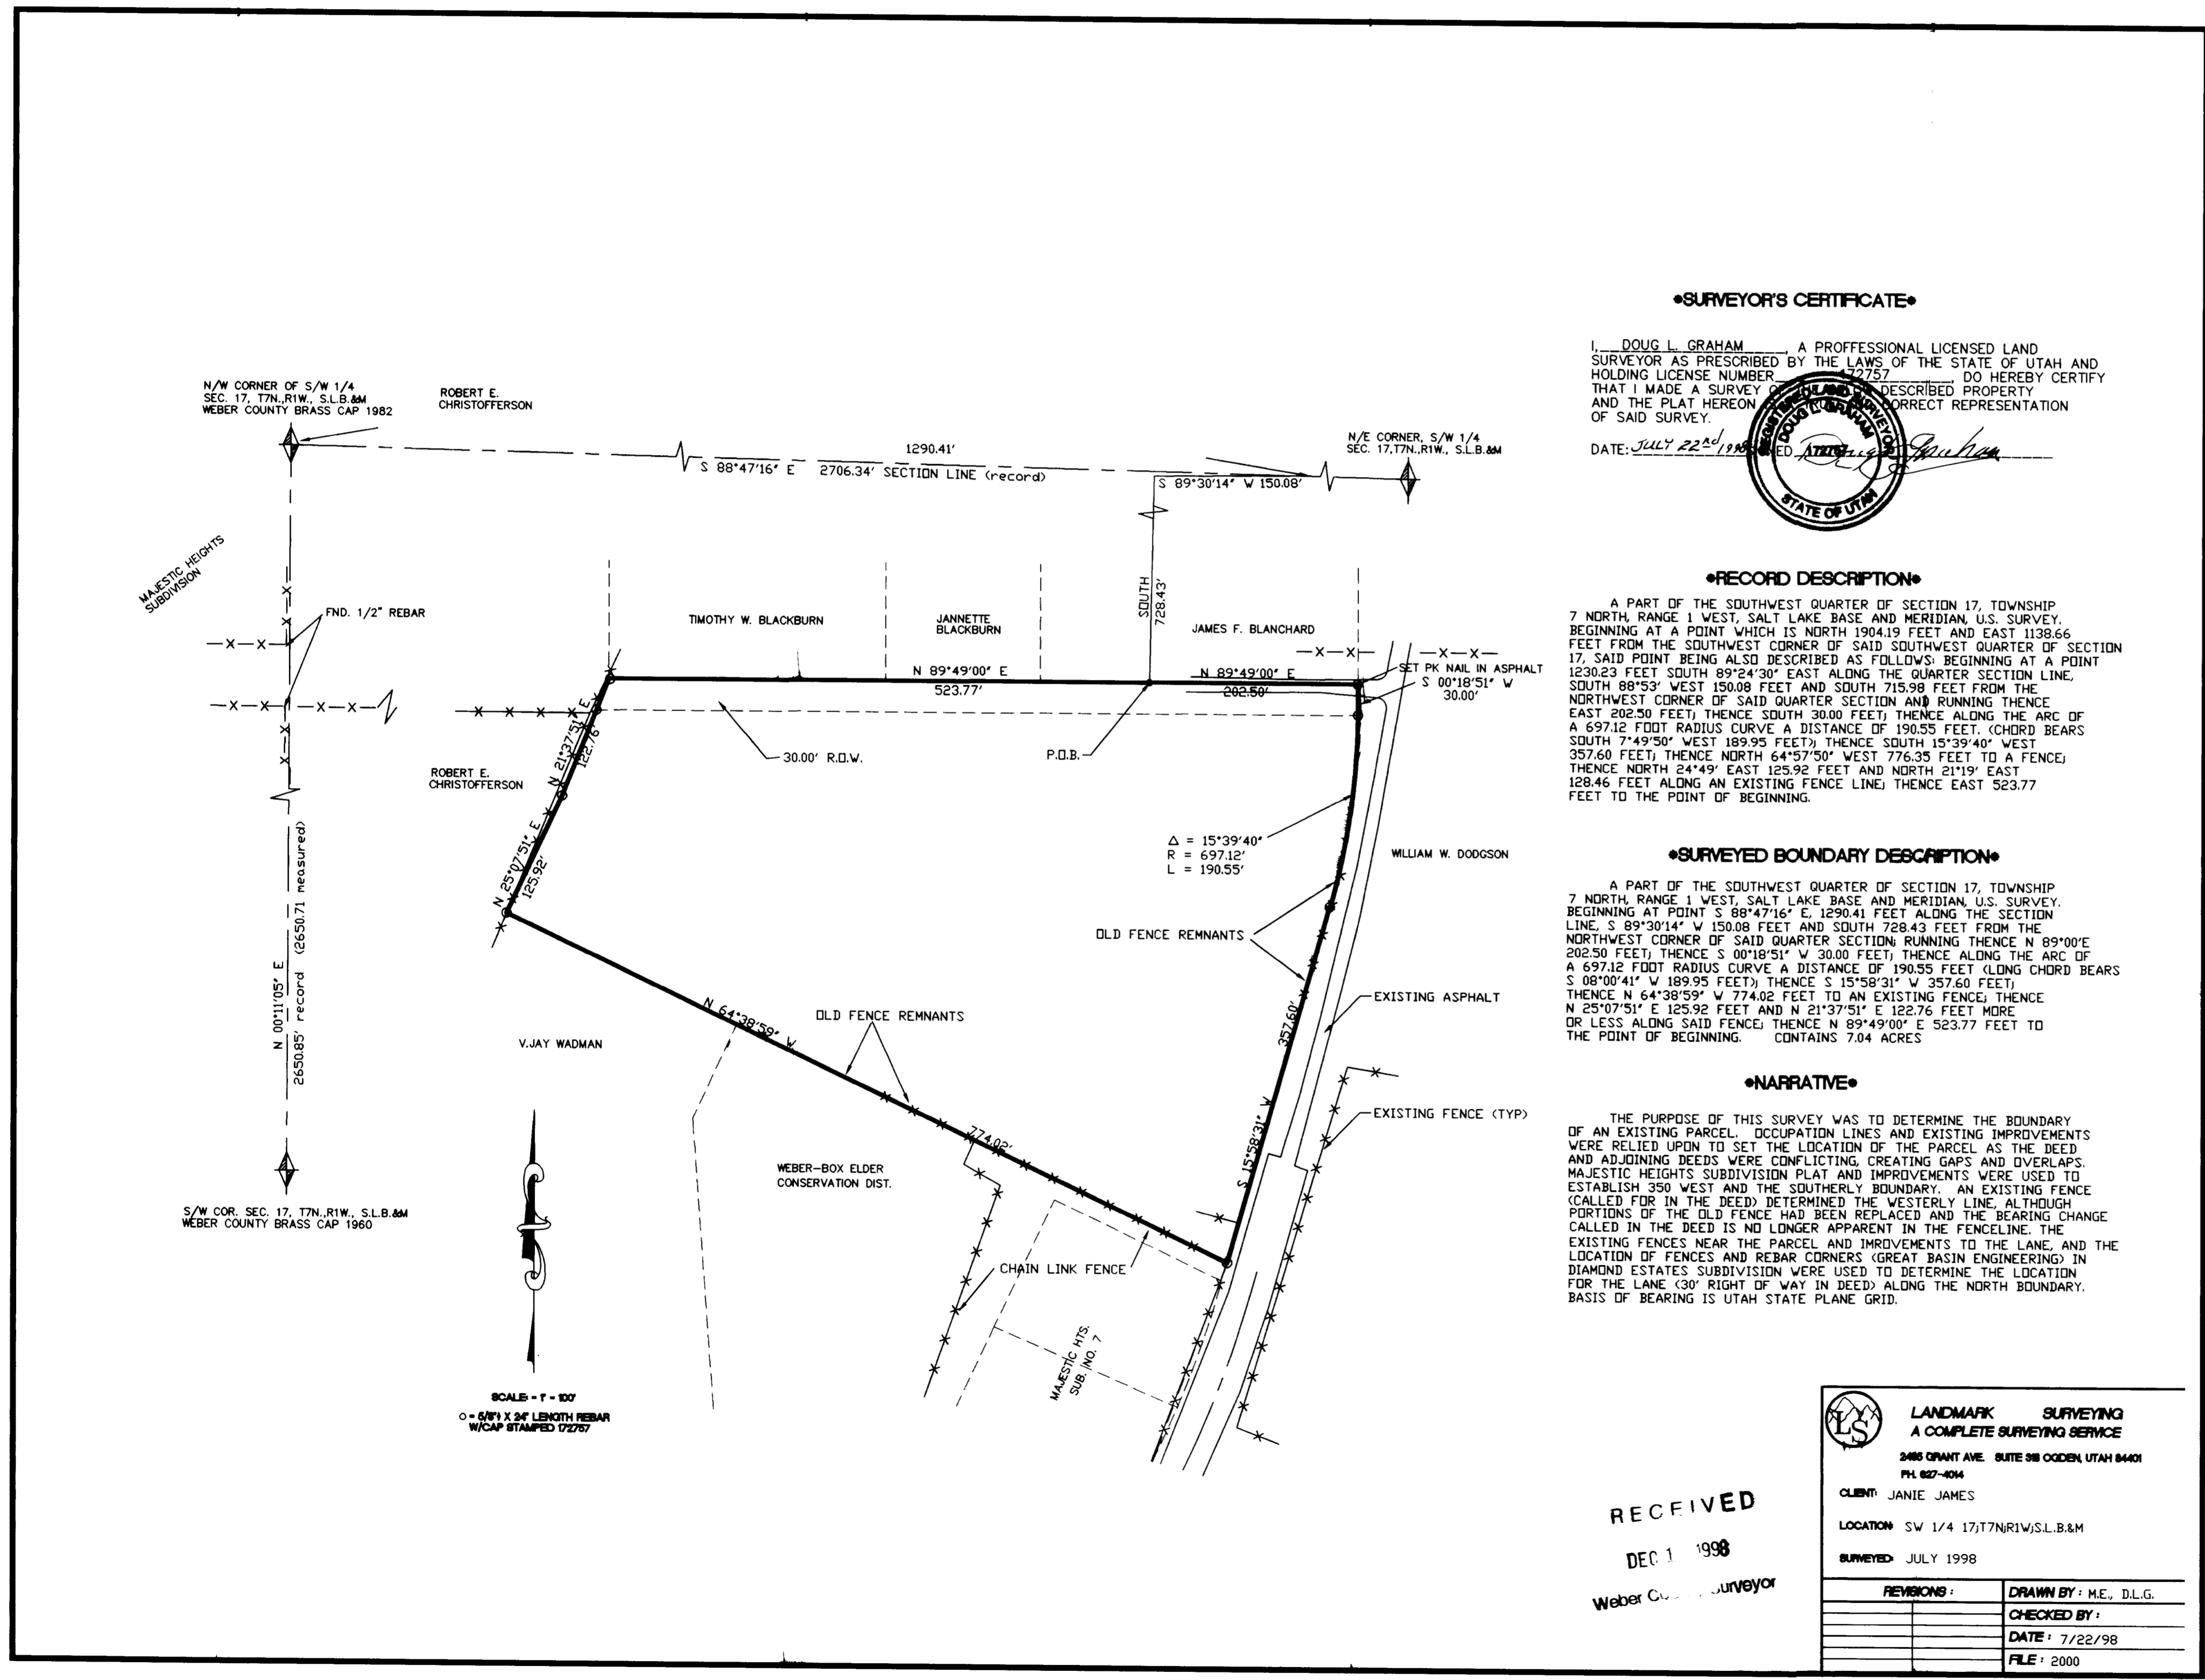 N/W CORNER OF S/W 1/4
SEC. 17, T7N.,R1W., S.L.B.&M
WEBER COUNTY BRASS CAP 1982
ROBERT E.
CHRISTOFFERSON
1290.41'
S 88°47'16" E 2706.34' SECTION LINE (record)
N/E CORNER, S/W 1/4
SEC. 17,T7N.,R1W., S.L.B.&M
S 89°30'14" W 150.08'
MAJESTIC HEIGHTS
SUBDIVISION
FND. 1/2" REBAR
TIMOTHY W. BLACKBURN
JANNETTE
BLACKBURN
SOUTH
728.43'
JAMES F. BLANCHARD
N 89°49'00" E
523.77'
N 89°49'00" E
202.50'
SET PK NAIL IN ASPHALT
S 00°18'51" W
30.00'
N 21°37'51" E
122.76'
30.00' R.O.W.
P.O.B.
ROBERT E.
CHRISTOFFERSON
N 25°07'51" E
125.92'
Δ = 15°39'40"
R = 697.12'
L = 190.55'
WILLIAM W. DODGSON
OLD FENCE REMNANTS
N 00°11'05" E
2650.85' record (2650.71 measured)
EXISTING ASPHALT
357.60'
S 15°58'31" W
N 64°38'59" W
774.02'
OLD FENCE REMNANTS
V.JAY WADMAN
EXISTING FENCE (TYP)
WEBER-BOX ELDER
CONSERVATION DIST.
S/W COR. SEC. 17, T7N.,R1W., S.L.B.&M
WEBER COUNTY BRASS CAP 1960
CHAIN LINK FENCE
MAJESTIC HTS.
SUB. NO. 7
SCALE: = 1" = 100'
O = 5/8"∮ X 24" LENGTH REBAR
W/CAP STAMPED 172757
•SURVEYOR'S CERTIFICATE•
I, DOUG L. GRAHAM, A PROFFESSIONAL LICENSED LAND
SURVEYOR AS PRESCRIBED BY THE LAWS OF THE STATE OF UTAH AND
HOLDING LICENSE NUMBER 172757, DO HEREBY CERTIFY
THAT I MADE A SURVEY DESCRIBED PROPERTY
AND THE PLAT HEREON CORRECT REPRESENTATION
OF SAID SURVEY.
DATE: JULY 22nd 1998
REGISTERED LAND SURVEYOR
DOUG L. GRAHAM
172757
STATE OF UTAH
•RECORD DESCRIPTION•
A PART OF THE SOUTHWEST QUARTER OF SECTION 17, TOWNSHIP
7 NORTH, RANGE 1 WEST, SALT LAKE BASE AND MERIDIAN, U.S. SURVEY.
BEGINNING AT A POINT WHICH IS NORTH 1904.19 FEET AND EAST 1138.66
FEET FROM THE SOUTHWEST CORNER OF SAID SOUTHWEST QUARTER OF SECTION
17, SAID POINT BEING ALSO DESCRIBED AS FOLLOWS: BEGINNING AT A POINT
1230.23 FEET SOUTH 89°24'30" EAST ALONG THE QUARTER SECTION LINE,
SOUTH 88°53' WEST 150.08 FEET AND SOUTH 715.98 FEET FROM THE
NORTHWEST CORNER OF SAID QUARTER SECTION AND RUNNING THENCE
EAST 202.50 FEET; THENCE SOUTH 30.00 FEET; THENCE ALONG THE ARC OF
A 697.12 FOOT RADIUS CURVE A DISTANCE OF 190.55 FEET. (CHORD BEARS
SOUTH 7°49'50" WEST 189.95 FEET); THENCE SOUTH 15°39'40" WEST
357.60 FEET; THENCE NORTH 64°57'50" WEST 776.35 FEET TO A FENCE;
THENCE NORTH 24°49' EAST 125.92 FEET AND NORTH 21°19' EAST
128.46 FEET ALONG AN EXISTING FENCE LINE; THENCE EAST 523.77
FEET TO THE POINT OF BEGINNING.
•SURVEYED BOUNDARY DESCRIPTION•
A PART OF THE SOUTHWEST QUARTER OF SECTION 17, TOWNSHIP
7 NORTH, RANGE 1 WEST, SALT LAKE BASE AND MERIDIAN, U.S. SURVEY.
BEGINNING AT POINT S 88°47'16" E, 1290.41 FEET ALONG THE SECTION
LINE, S 89°30'14" W 150.08 FEET AND SOUTH 728.43 FEET FROM THE
NORTHWEST CORNER OF SAID QUARTER SECTION; RUNNING THENCE N 89°00'E
202.50 FEET; THENCE S 00°18'51" W 30.00 FEET; THENCE ALONG THE ARC OF
A 697.12 FOOT RADIUS CURVE A DISTANCE OF 190.55 FEET (LONG CHORD BEARS
S 08°00'41" W 189.95 FEET); THENCE S 15°58'31" W 357.60 FEET;
THENCE N 64°38'59" W 774.02 FEET TO AN EXISTING FENCE; THENCE
N 25°07'51" E 125.92 FEET AND N 21°37'51" E 122.76 FEET MORE
OR LESS ALONG SAID FENCE; THENCE N 89°49'00" E 523.77 FEET TO
THE POINT OF BEGINNING. CONTAINS 7.04 ACRES
•NARRATIVE•
THE PURPOSE OF THIS SURVEY WAS TO DETERMINE THE BOUNDARY
OF AN EXISTING PARCEL. OCCUPATION LINES AND EXISTING IMPROVEMENTS
WERE RELIED UPON TO SET THE LOCATION OF THE PARCEL AS THE DEED
AND ADJOINING DEEDS WERE CONFLICTING, CREATING GAPS AND OVERLAPS.
MAJESTIC HEIGHTS SUBDIVISION PLAT AND IMPROVEMENTS WERE USED TO
ESTABLISH 350 WEST AND THE SOUTHERLY BOUNDARY. AN EXISTING FENCE
(CALLED FOR IN THE DEED) DETERMINED THE WESTERLY LINE, ALTHOUGH
PORTIONS OF THE OLD FENCE HAD BEEN REPLACED AND THE BEARING CHANGE
CALLED IN THE DEED IS NO LONGER APPARENT IN THE FENCELINE. THE
EXISTING FENCES NEAR THE PARCEL AND IMROVEMENTS TO THE LANE, AND THE
LOCATION OF FENCES AND REBAR CORNERS (GREAT BASIN ENGINEERING) IN
DIAMOND ESTATES SUBDIVISION WERE USED TO DETERMINE THE LOCATION
FOR THE LANE (30' RIGHT OF WAY IN DEED) ALONG THE NORTH BOUNDARY.
BASIS OF BEARING IS UTAH STATE PLANE GRID.
RECEIVED
DEC 1 1998
Weber Surveyor
LS
LANDMARK SURVEYING
A COMPLETE SURVEYING SERVICE
2485 GRANT AVE. SUITE 318 OGDEN, UTAH 84401
PH. 627-4014
CLIENT: JANIE JAMES
LOCATION: SW 1/4 17;T7N;R1W;S.L.B.&M
SURVEYED: JULY 1998
REVISIONS :
DRAWN BY : M.E., D.L.G.
CHECKED BY :
DATE : 7/22/98
FILE : 2000